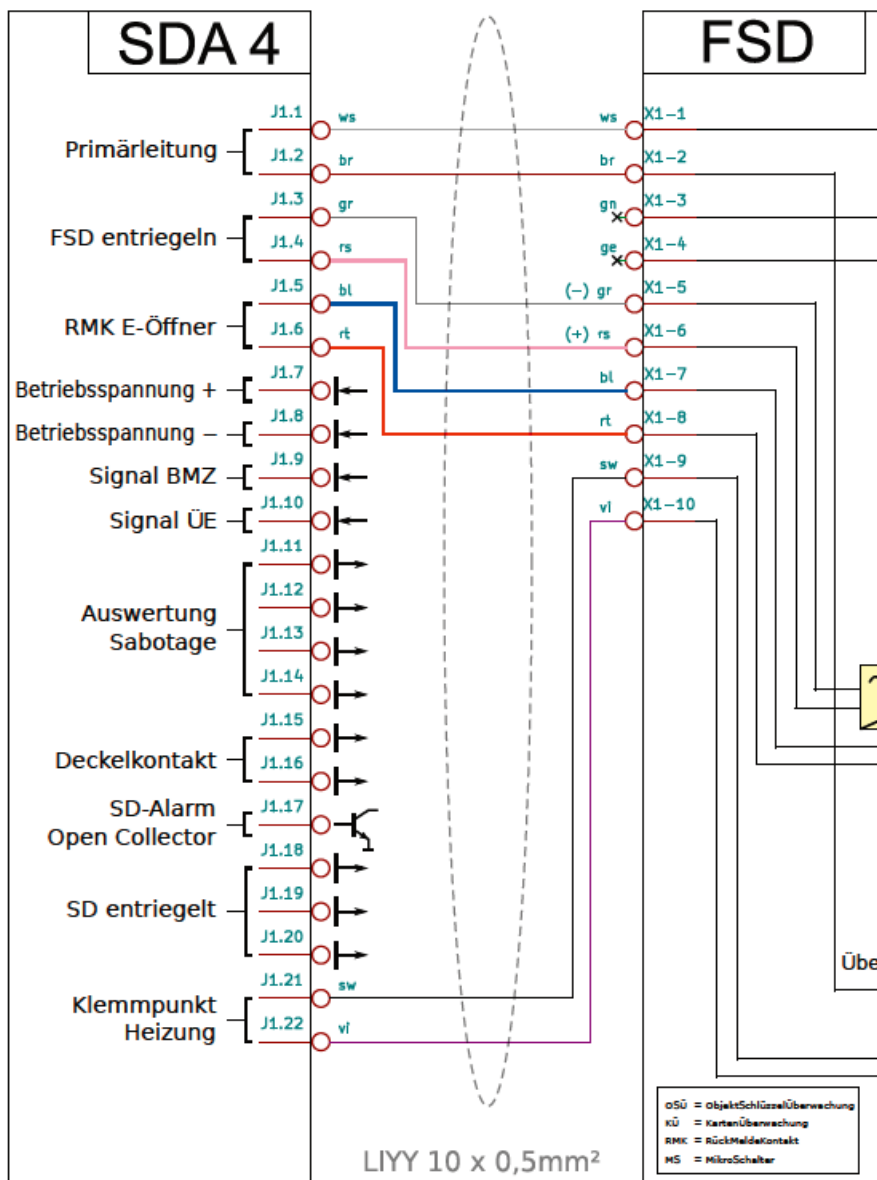 SDA 4
FSD
J1.1 ws ws X1-1
Primärleitung
J1.2 br br X1-2
J1.3 gr gn X1-3
FSD entriegeln
J1.4 rs ge X1-4
J1.5 bl (-) gr X1-5
RMK E-Öffner
J1.6 rt (+) rs X1-6
Betriebsspannung + J1.7 bl X1-7
Betriebsspannung − J1.8 rt X1-8
Signal BMZ J1.9 sw X1-9
Signal ÜE J1.10 vi X1-10
J1.11
J1.12
Auswertung
Sabotage
J1.13
J1.14
J1.15
Deckelkontakt
J1.16
SD-Alarm
Open Collector
J1.17
J1.18
SD entriegelt
J1.19
J1.20
J1.21 sw
Klemmpunkt
Heizung
J1.22 vi
Übe
OSÜ = ObjektSchlüsselÜberwachung
KÜ = KartenÜberwachung
RMK = RückMeldeKontakt
MS = MikroSchalter
LIYY 10 x 0,5mm²